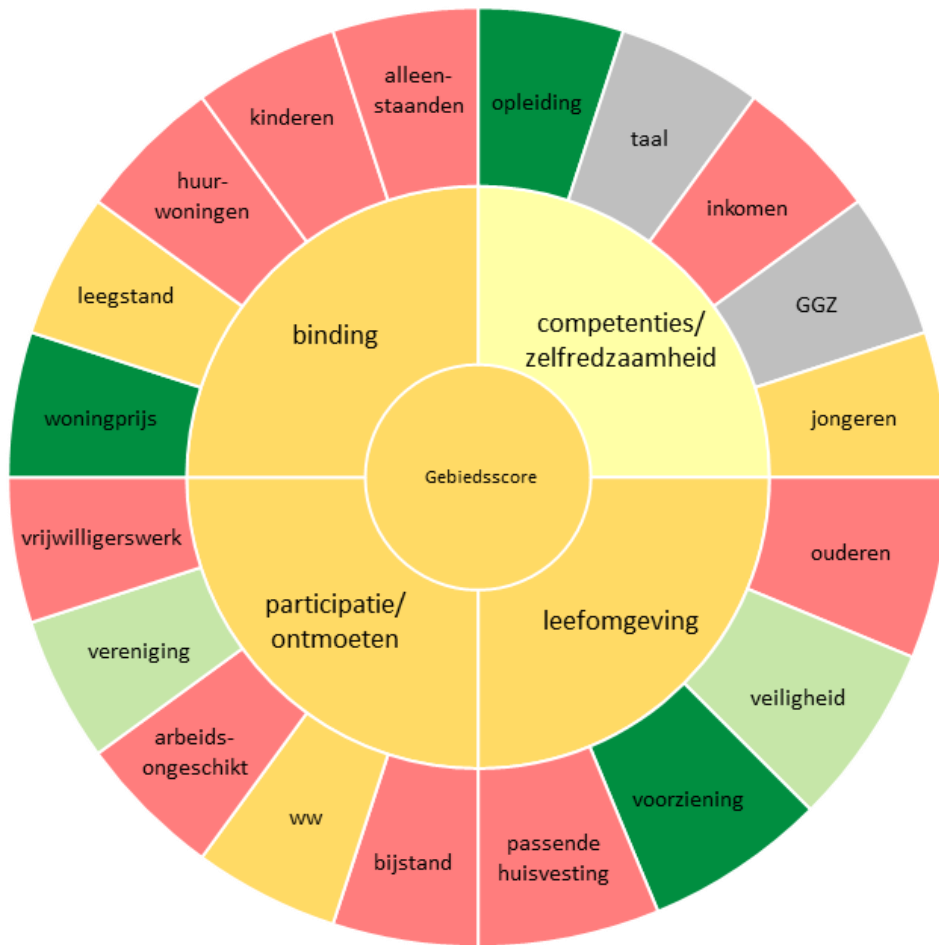 alleen-
staanden
opleiding
kinderen
taal
huur-
woningen
inkomen
leegstand
GGZ
binding
competenties/
zelfredzaamheid
woningprijs
jongeren
Gebiedsscore
vrijwilligerswerk
ouderen
participatie/
ontmoeten
leefomgeving
vereniging
veiligheid
arbeids-
ongeschikt
voorziening
ww
bijstand
passende
huisvesting